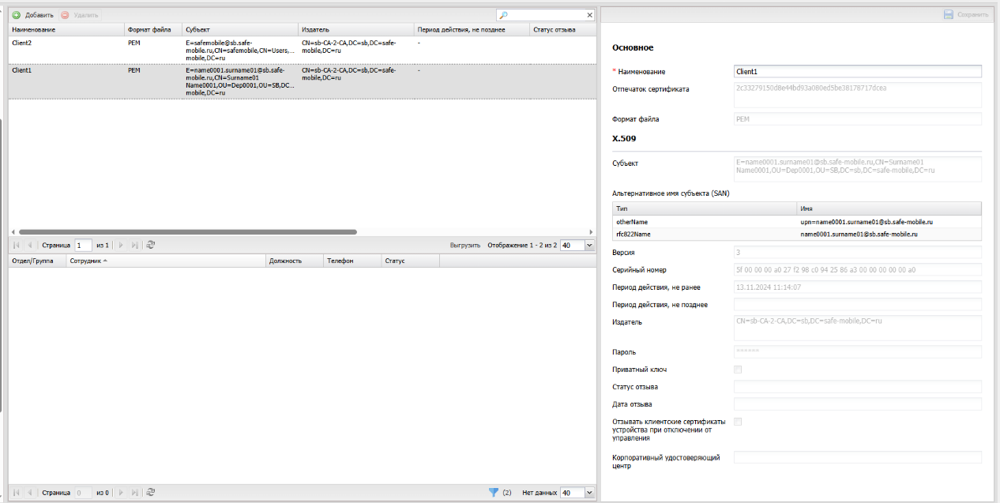 Добавить Удалить
Наименование Формат файла Субъект Издатель Период действия, не позднее Статус отзыва
Client2 PEM E=safemobile@sb.safe- CN=sb-CA-2-CA,DC=sb,DC=safe- -
mobile.ru,CN=safemobile,CN=Users,... mobile,DC=ru
mobile,DC=ru
Client1 PEM E=name0001.surname01@sb.safe- CN=sb-CA-2-CA,DC=sb,DC=safe- -
mobile.ru,CN=Surname01 mobile,DC=ru
Name0001,OU=Dep0001,OU=SB,DC...
mobile,DC=ru
Страница 1 из 1 Выгрузить Отображение 1 - 2 из 2 40
Отдел/Группа Сотрудник Должность Телефон Статус
Страница 0 из 0 (2) Нет данных 40
Сохранить
Основное
* Наименование Client1
Отпечаток сертификата 2c33279150d8e44bd93a080ed5be38178717dcea
Формат файла PEM
X.509
Субъект E=name0001.surname01@sb.safe-mobile.ru,CN=Surname01
Name0001,OU=Dep0001,OU=SB,DC=sb,DC=safe-mobile,DC=ru
Альтернативное имя субъекта (SAN)
Тип Имя
otherName upn=name0001.surname01@sb.safe-mobile.ru
rfc822Name name0001.surname01@sb.safe-mobile.ru
Версия 3
Серийный номер 5f 00 00 00 a0 27 f2 98 c0 94 25 86 a3 00 00 00 00 00 a0
Период действия, не ранее 13.11.2024 11:14:07
Период действия, не позднее
Издатель CN=sb-CA-2-CA,DC=sb,DC=safe-mobile,DC=ru
Пароль ******
Приватный ключ
Статус отзыва
Дата отзыва
Отзывать клиентские сертификаты
устройства при отключении от
управления
Корпоративный удостоверяющий
центр